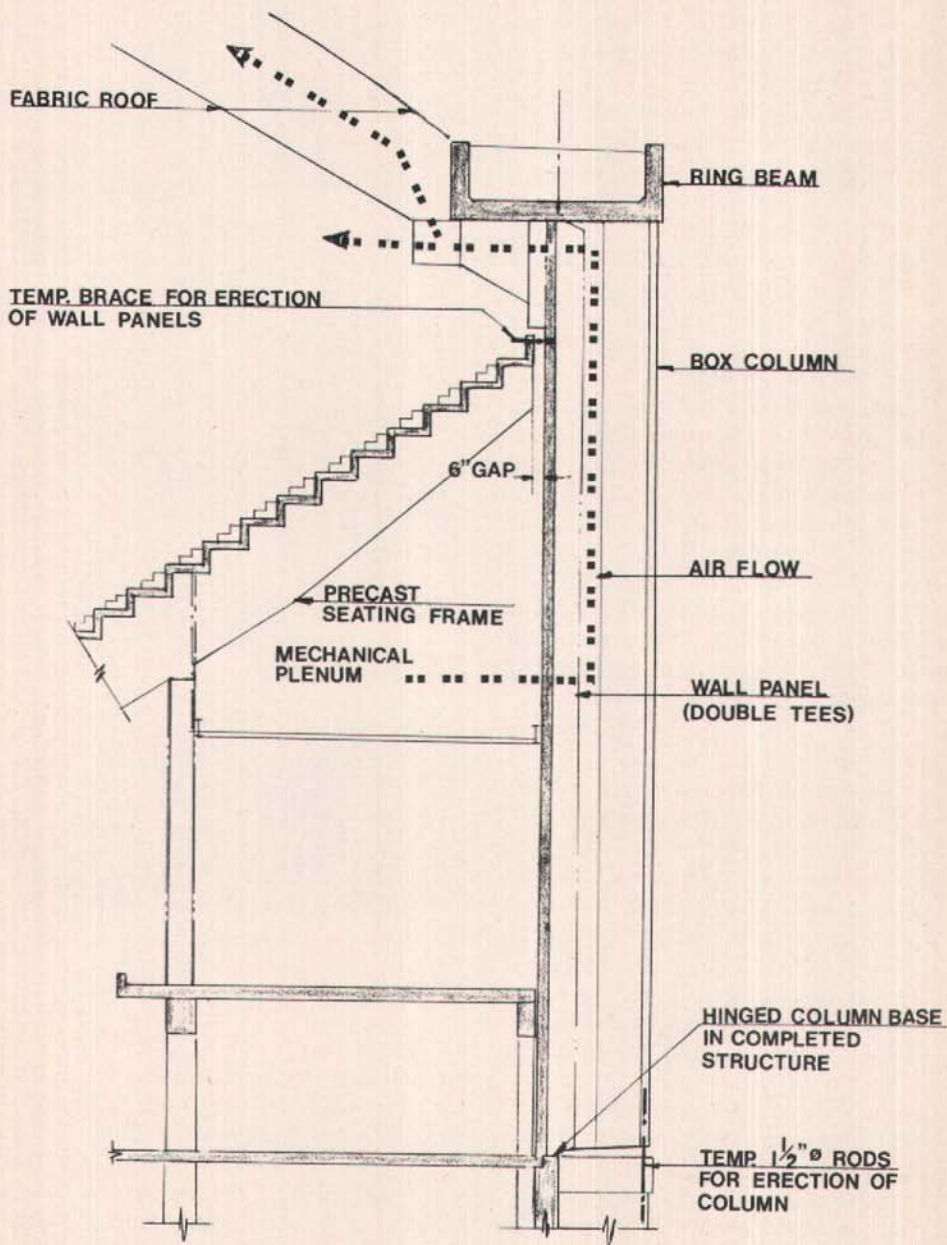 FABRIC ROOF
RING BEAM
TEMP. BRACE FOR ERECTION
OF WALL PANELS
BOX COLUMN
6" GAP
AIR FLOW
PRECAST
SEATING FRAME
MECHANICAL
PLENUM
WALL PANEL
(DOUBLE TEES)
HINGED COLUMN BASE
IN COMPLETED
STRUCTURE
TEMP. 1 1/2" ø RODS
FOR ERECTION OF
COLUMN